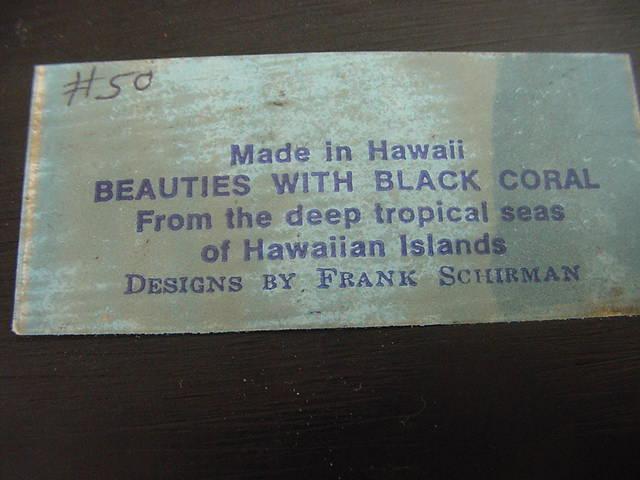 #50
Made in Hawaii
BEAUTIES WITH BLACK CORAL
From the deep tropical seas
of Hawaiian Islands
DESIGNS BY FRANK SCHIRMAN